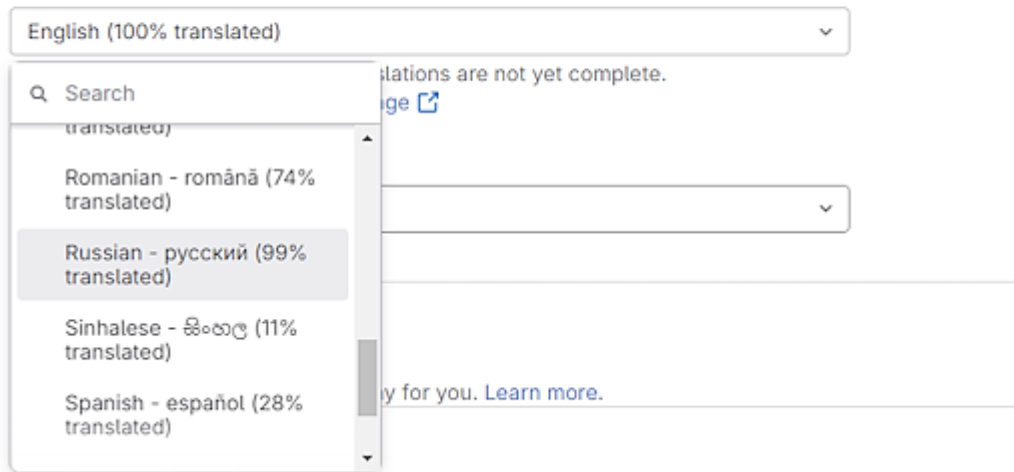 English (100% translated)
slations are not yet complete.
Search
ge
translated)
Romanian - română (74%
translated)
Russian - русский (99%
translated)
Sinhalese - සිංහල (11%
translated)
y for you. Learn more.
Spanish - español (28%
translated)